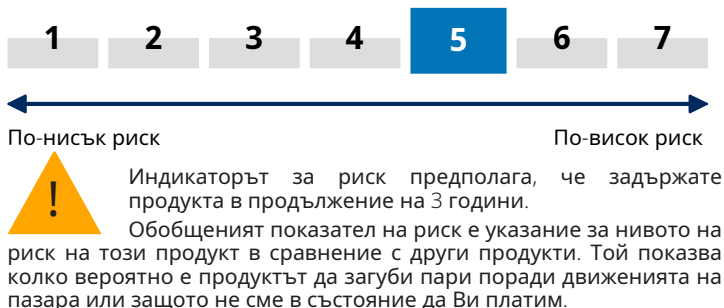 1 2 3 4 5 6 7
По-нисък риск По-висок риск
!
Индикаторът за риск предполага, че задържате
продукта в продължение на 3 години.
Обобщеният показател на риск е указание за нивото на
риск на този продукт в сравнение с други продукти. Той показва
колко вероятно е продуктът да загуби пари поради движенията на
пазара или защото не сме в състояние да Ви платим.